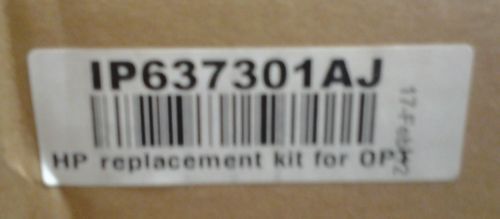 IP637301AJ
HP replacement kit for